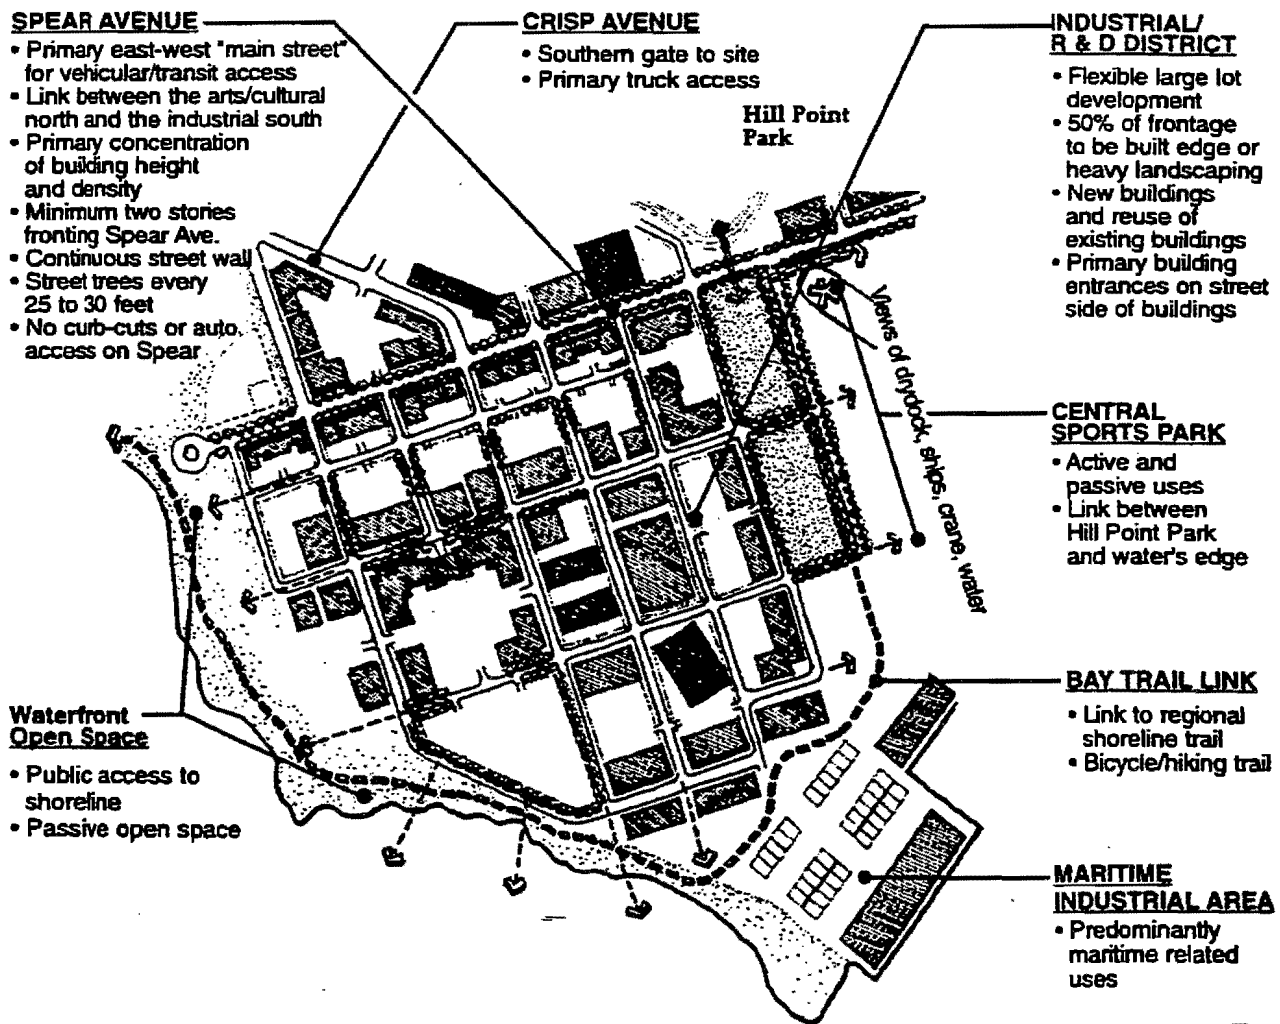 SPEAR AVENUE
• Primary east-west "main street"
for vehicular/transit access
• Link between the arts/cultural
north and the industrial south
• Primary concentration
of building height
and density
• Minimum two stories
fronting Spear Ave.
• Continuous street wall
• Street trees every
25 to 30 feet
• No curb-cuts or auto
access on Spear
CRISP AVENUE
• Southern gate to site
• Primary truck access
Hill Point
Park
INDUSTRIAL/
R & D DISTRICT
• Flexible large lot
development
• 50% of frontage
to be built edge or
heavy landscaping
• New buildings
and reuse of
existing buildings
• Primary building
entrances on street
side of buildings
Views of drydock, ships, crane, water
CENTRAL
SPORTS PARK
• Active and
passive uses
• Link between
Hill Point Park
and water's edge
BAY TRAIL LINK
• Link to regional
shoreline trail
• Bicycle/hiking trail
Waterfront
Open Space
• Public access to
shoreline
• Passive open space
MARITIME
INDUSTRIAL AREA
• Predominantly
maritime related
uses